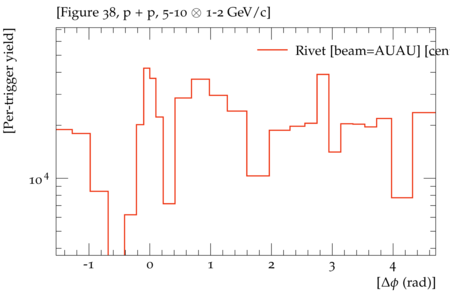 [Figure 38, p + p, 5-10 ⊗ 1-2 GeV/c]
[Per-trigger yield]
Rivet [beam=AUAU] [cen
10⁴
-1 0 1 2 3 4
[Δϕ (rad)]